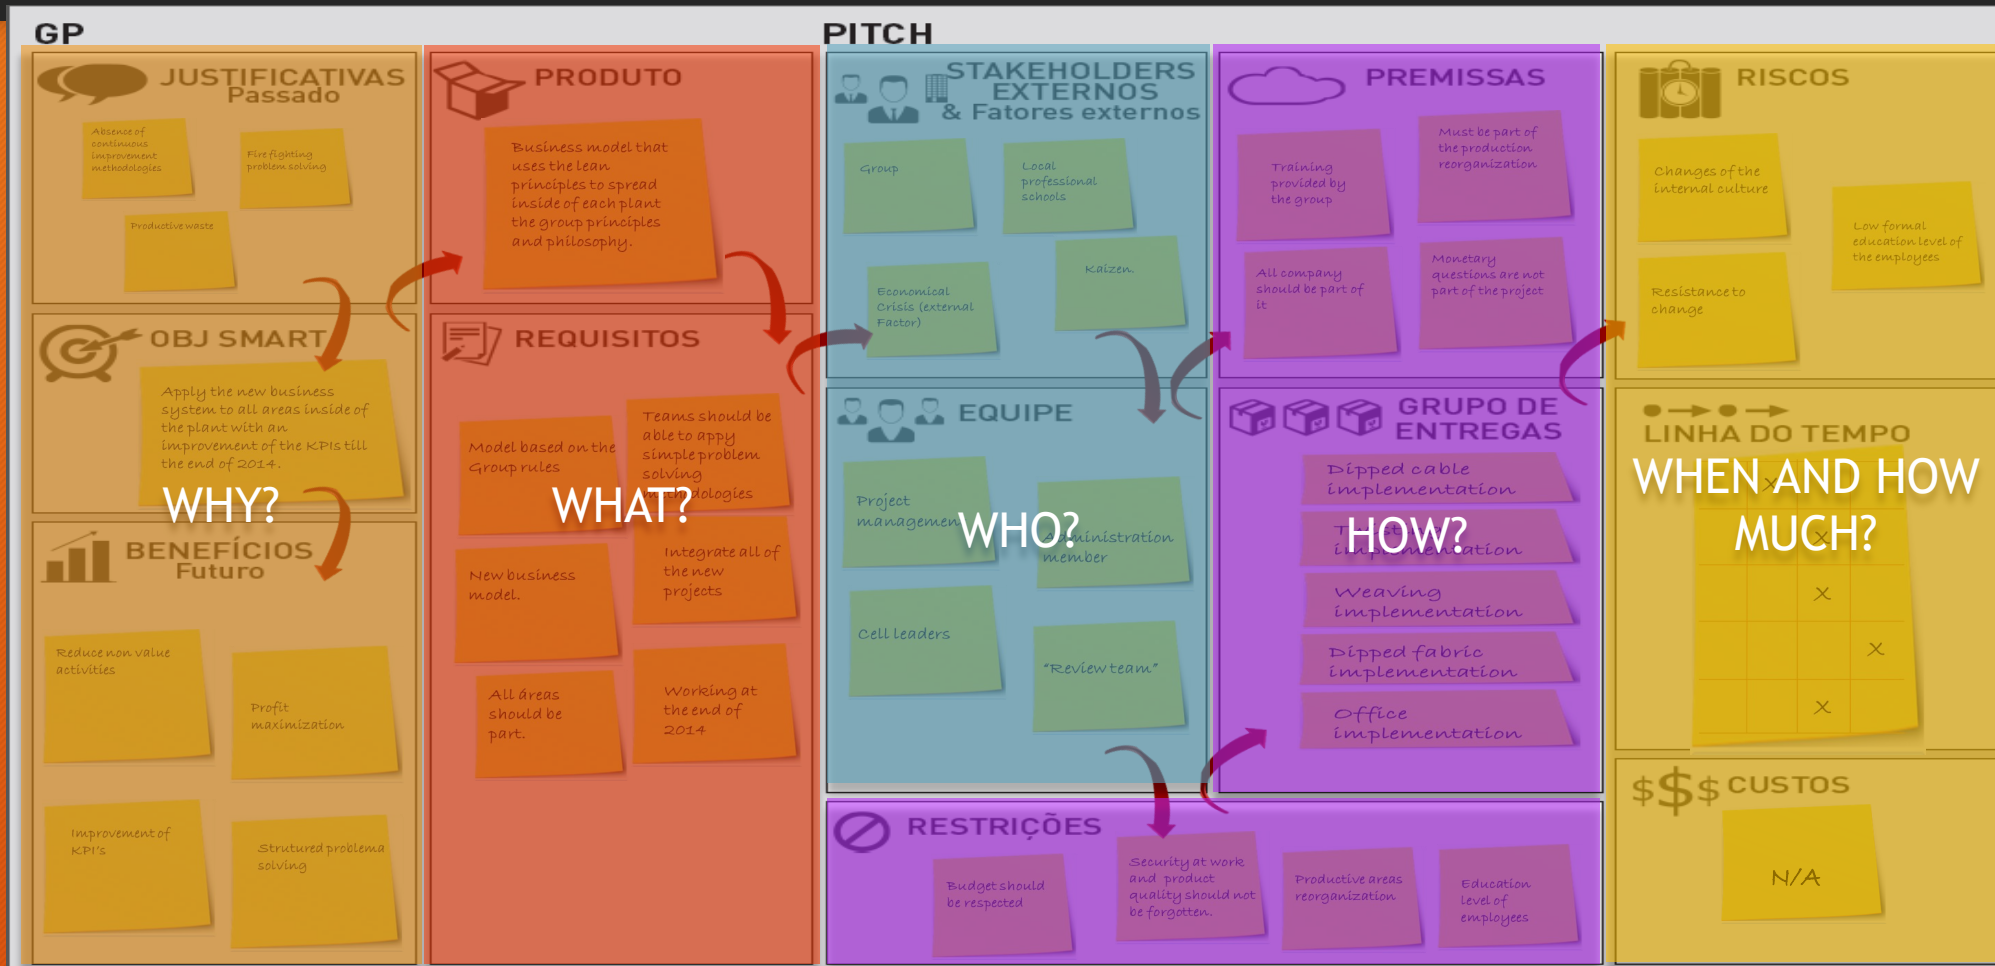 GP
PITCH
JUSTIFICATIVAS
Passado
Absence of
continuous
improvement
methodologies
Fire fighting
problem solving
Productive waste
OBJ SMART
Apply the new business
system to all areas inside of
the plant with an
improvement of the KPIs till
the end of 2014.
WHY?
BENEFÍCIOS
Futuro
Reduce non value
activities
Profit
maximization
Improvement of
KPI's
Strutured problema
solving
PRODUTO
Business model that
uses the lean
principles to spread
inside of each plant
the group principles
and philosophy.
REQUISITOS
Model based on the
Group rules
Teams should be
able to appy
simple problem
solving
methodologies
WHAT?
New business
model.
Integrate all of
the new
projects
All áreas
should be
part.
Working at
the end of
2014
STAKEHOLDERS
EXTERNOS
& Fatores externos
Group
Local
professional
schools
Economical
Crisis (external
Factor)
Kaizen.
EQUIPE
Project
management
Administration
member
WHO?
Cell leaders
"Review team"
PREMISSAS
Training
provided by
the group
Must be part of
the production
reorganization
All company
should be part of
it
Monetary
questions are not
part of the project
GRUPO DE
ENTREGAS
Dipped cable
implementation
implementation
HOW?
Weaving
implementation
Dipped fabric
implementation
Office
implementation
RESTRIÇÕES
Budget should
be respected
Security at work
and product
quality should not
be forgotten.
Productive areas
reorganization
Education
level of
employees
RISCOS
Changes of the
internal culture
Low formal
education level of
the employees
Resistance to
change
LINHA DO TEMPO
WHEN AND HOW
MUCH?
X
X
X
X
X
$$$ CUSTOS
N/A